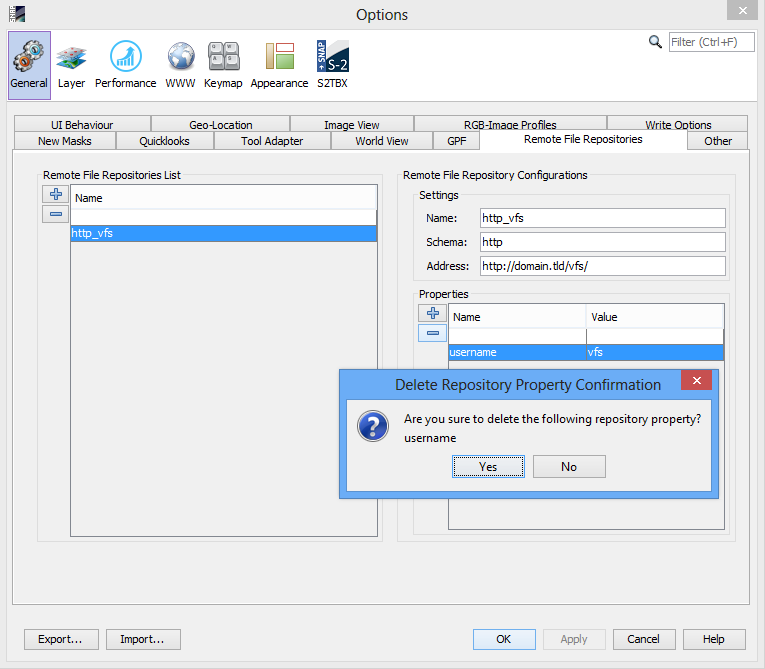 Options
Filter (Ctrl+F)
General Layer Performance WWW Keymap Appearance S2TBX
UI Behaviour Geo-Location Image View RGB-Image Profiles Write Options
New Masks Quicklooks Tool Adapter World View GPF Remote File Repositories Other
Remote File Repositories List
Name
http_vfs
Remote File Repository Configurations
Settings
Name: http_vfs
Schema: http
Address: http://domain.tld/vfs/
Properties
Name Value
username vfs
Delete Repository Property Confirmation
Are you sure to delete the following repository property?
username
Yes No
Export... Import... OK Apply Cancel Help